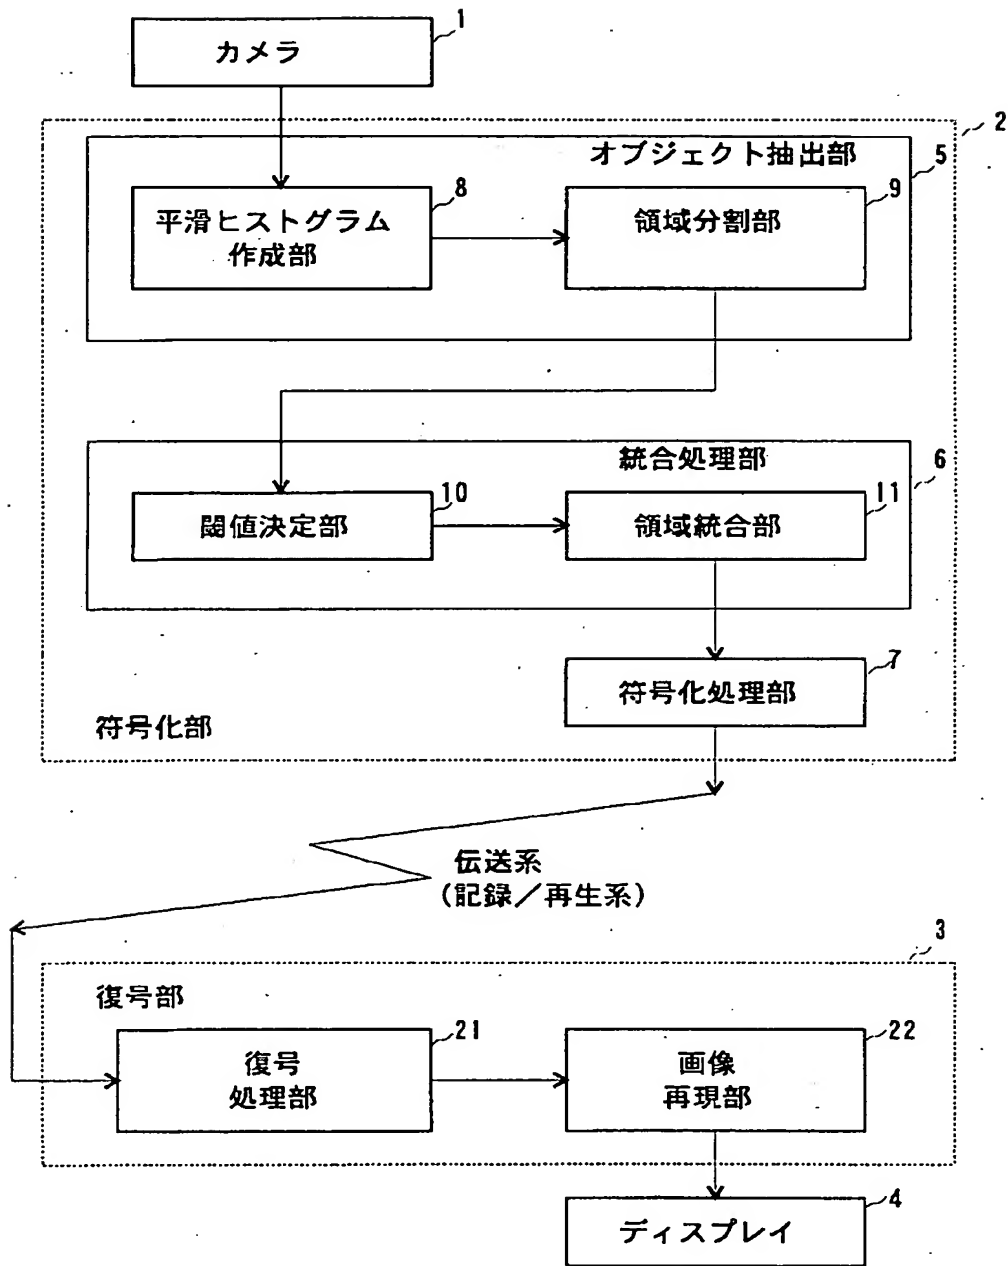 1
カメラ
2
オブジェクト抽出部
5
8
平滑ヒストグラム
作成部
9
領域分割部
統合処理部
6
10
閾値決定部
11
領域統合部
7
符号化処理部
符号化部
伝送系
(記録/再生系)
3
復号部
21
復号
処理部
22
画像
再現部
4
ディスプレイ